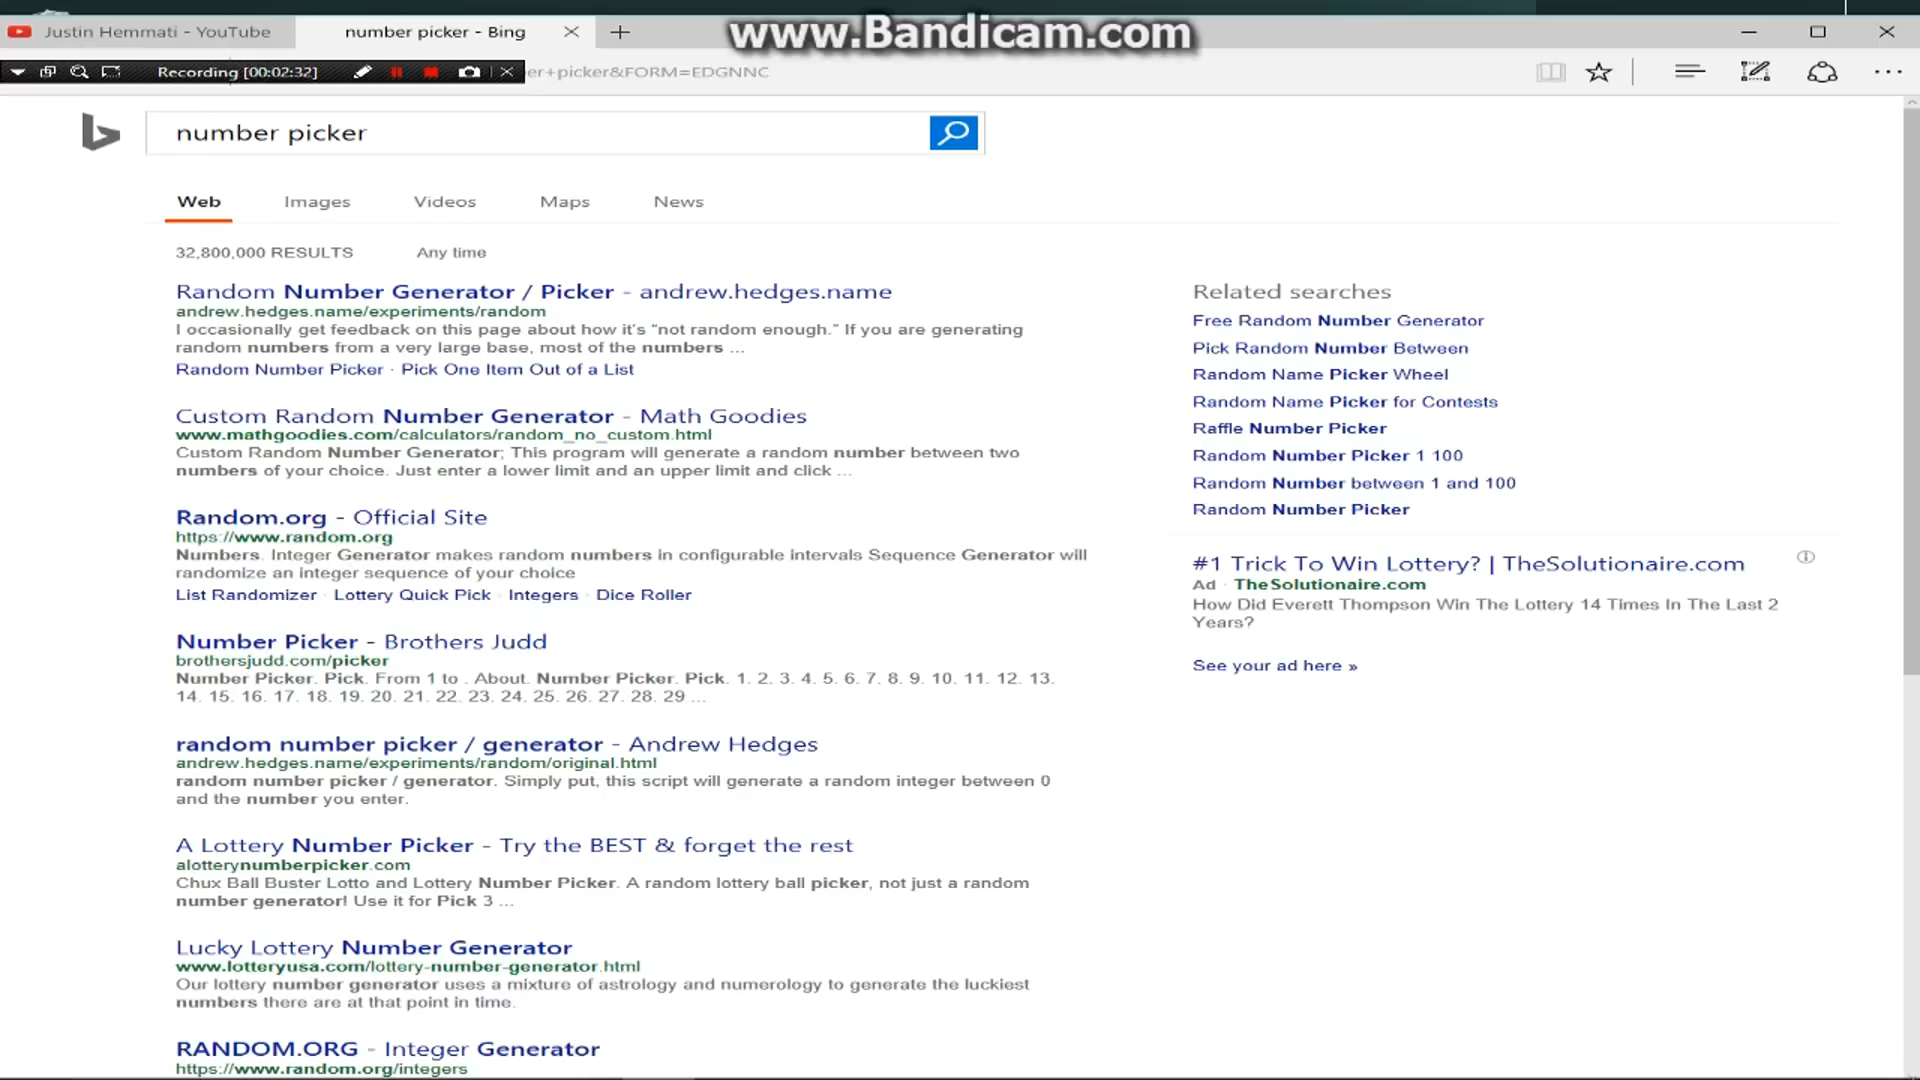 www.Bandicam.com
Justin Hemmati - YouTube
number picker - Bing
Recording [00:02:32]
er+picker&FORM=EDGNNC
number picker
Web Images Videos Maps News
32,800,000 RESULTS Any time
Random Number Generator / Picker - andrew.hedges.name
andrew.hedges.name/experiments/random
I occasionally get feedback on this page about how it's "not random enough." If you are generating
random numbers from a very large base, most of the numbers ...
Random Number Picker · Pick One Item Out of a List
Custom Random Number Generator - Math Goodies
www.mathgoodies.com/calculators/random_no_custom.html
Custom Random Number Generator; This program will generate a random number between two
numbers of your choice. Just enter a lower limit and an upper limit and click ...
Random.org - Official Site
https://www.random.org
Numbers. Integer Generator makes random numbers in configurable intervals Sequence Generator will
randomize an integer sequence of your choice
List Randomizer · Lottery Quick Pick · Integers · Dice Roller
Number Picker - Brothers Judd
brothersjudd.com/picker
Number Picker. Pick. From 1 to . About. Number Picker. Pick. 1. 2. 3. 4. 5. 6. 7. 8. 9. 10. 11. 12. 13.
14. 15. 16. 17. 18. 19. 20. 21. 22. 23. 24. 25. 26. 27. 28. 29 ...
random number picker / generator - Andrew Hedges
andrew.hedges.name/experiments/random/original.html
random number picker / generator. Simply put, this script will generate a random integer between 0
and the number you enter.
A Lottery Number Picker - Try the BEST & forget the rest
alotterynumberpicker.com
Chux Ball Buster Lotto and Lottery Number Picker. A random lottery ball picker, not just a random
number generator! Use it for Pick 3 ...
Lucky Lottery Number Generator
www.lotteryusa.com/lottery-number-generator.html
Our lottery number generator uses a mixture of astrology and numerology to generate the luckiest
numbers there are at that point in time.
RANDOM.ORG - Integer Generator
https://www.random.org/integers
Related searches
Free Random Number Generator
Pick Random Number Between
Random Name Picker Wheel
Random Name Picker for Contests
Raffle Number Picker
Random Number Picker 1 100
Random Number between 1 and 100
Random Number Picker
#1 Trick To Win Lottery? | TheSolutionaire.com
Ad · TheSolutionaire.com
How Did Everett Thompson Win The Lottery 14 Times In The Last 2
Years?
See your ad here »